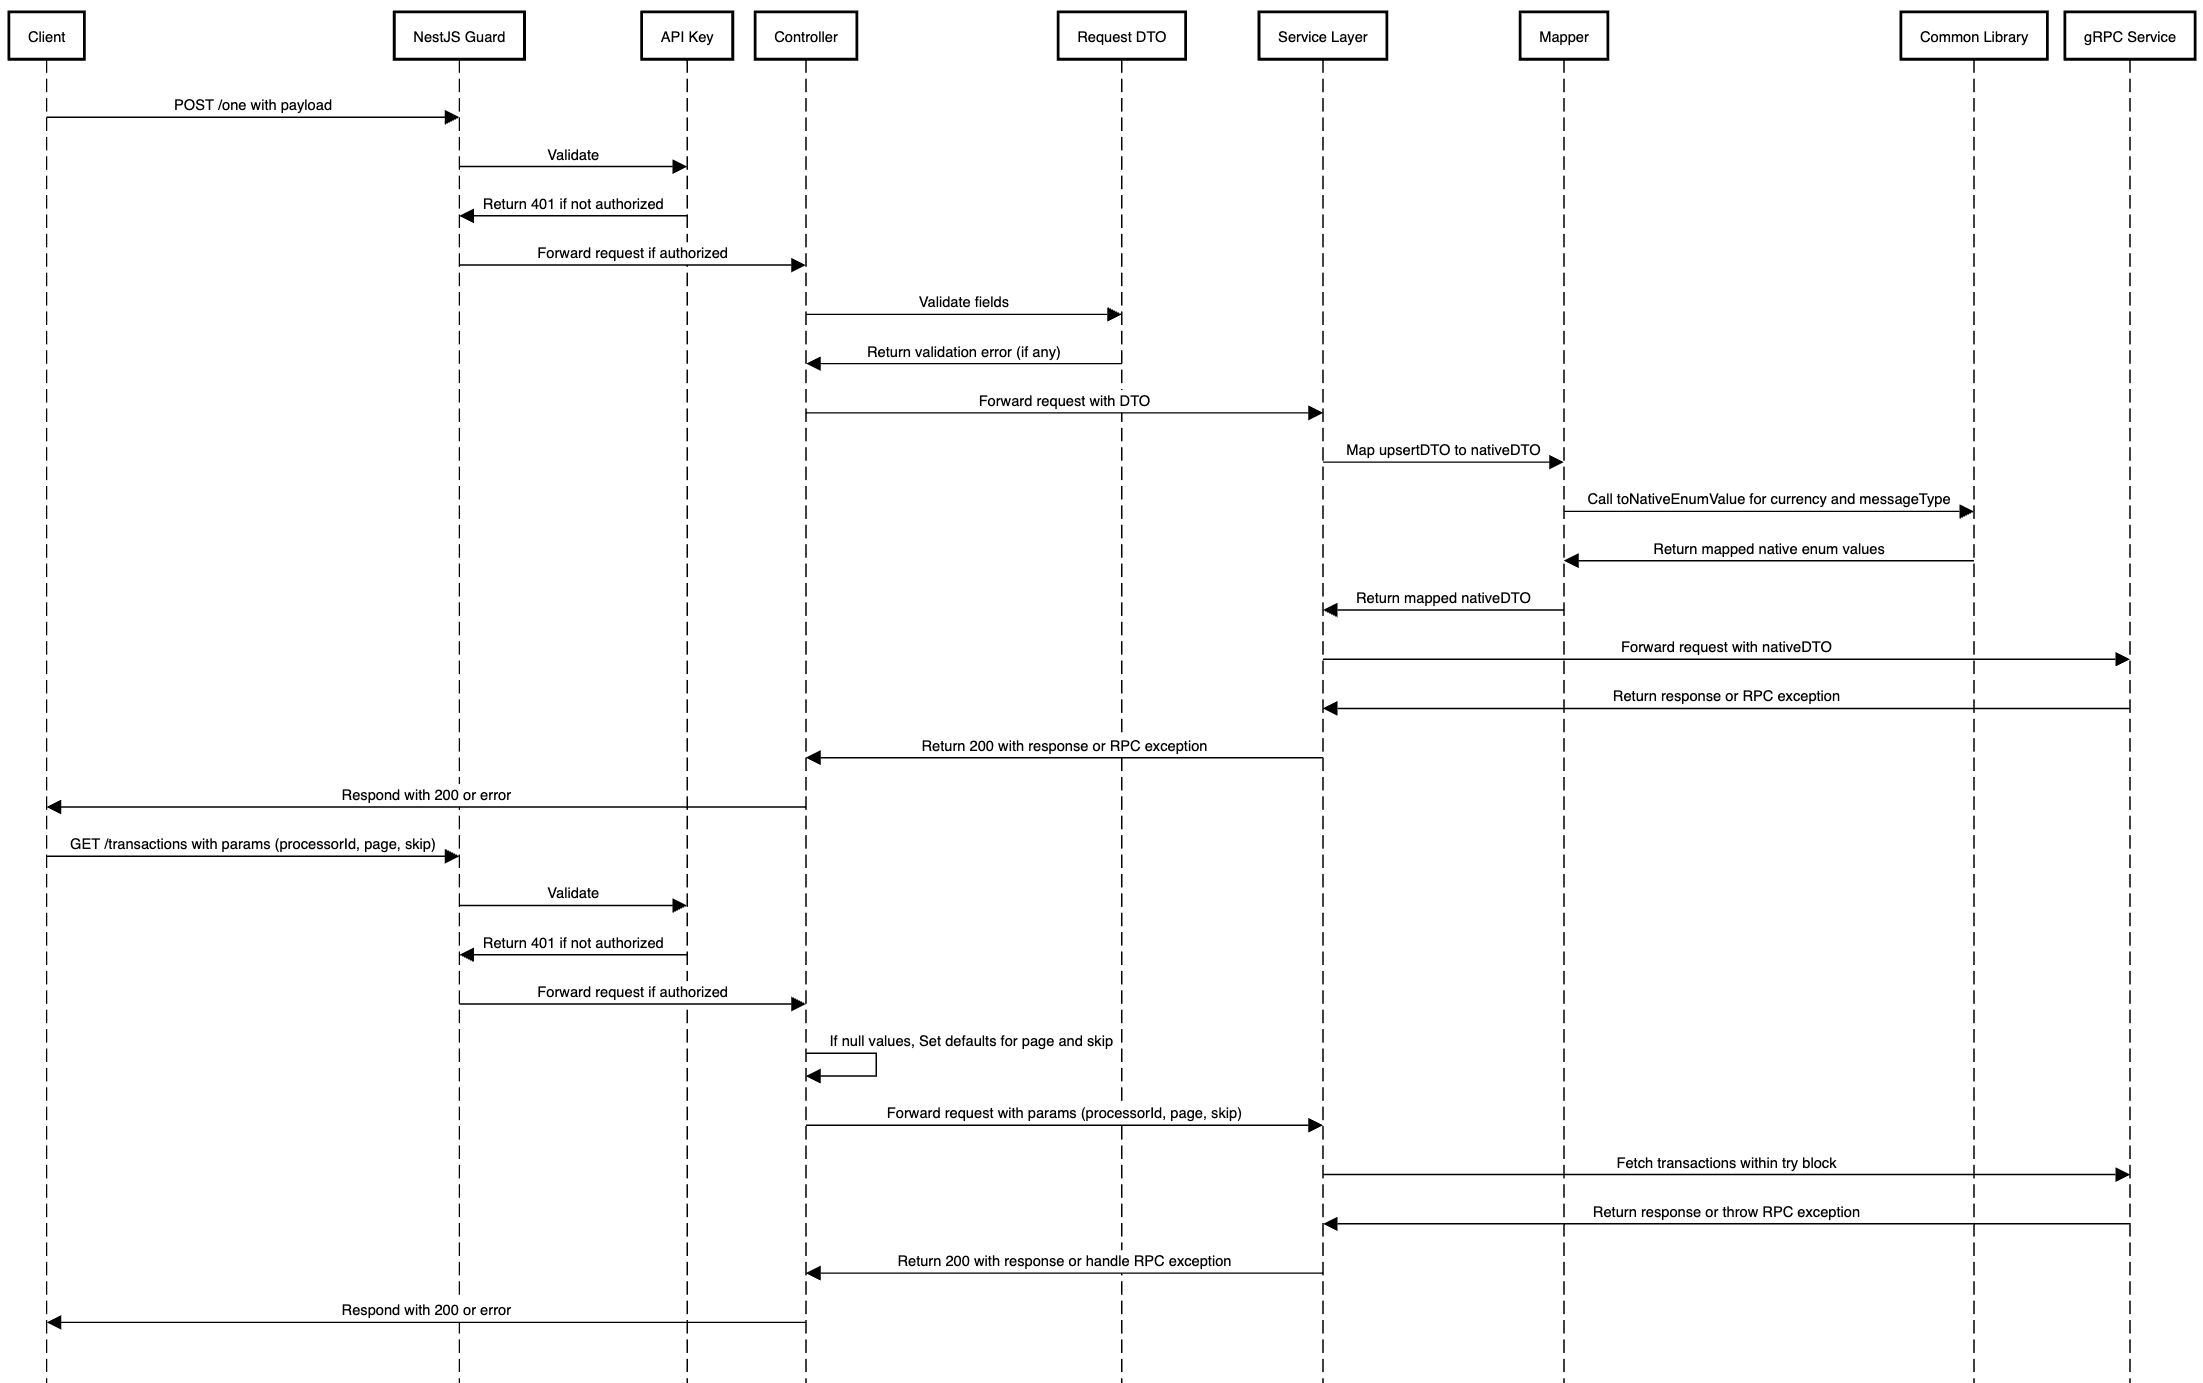 Client
NestJS Guard
API Key
Controller
Request DTO
Service Layer
Mapper
Common Library
gRPC Service
POST /one with payload
Validate
Return 401 if not authorized
Forward request if authorized
Validate fields
Return validation error (if any)
Forward request with DTO
Map upsertDTO to nativeDTO
Call toNativeEnumValue for currency and messageType
Return mapped native enum values
Return mapped nativeDTO
Forward request with nativeDTO
Return response or RPC exception
Return 200 with response or RPC exception
Respond with 200 or error
GET /transactions with params (processorId, page, skip)
Validate
Return 401 if not authorized
Forward request if authorized
If null values, Set defaults for page and skip
Forward request with params (processorId, page, skip)
Fetch transactions within try block
Return response or throw RPC exception
Return 200 with response or handle RPC exception
Respond with 200 or error